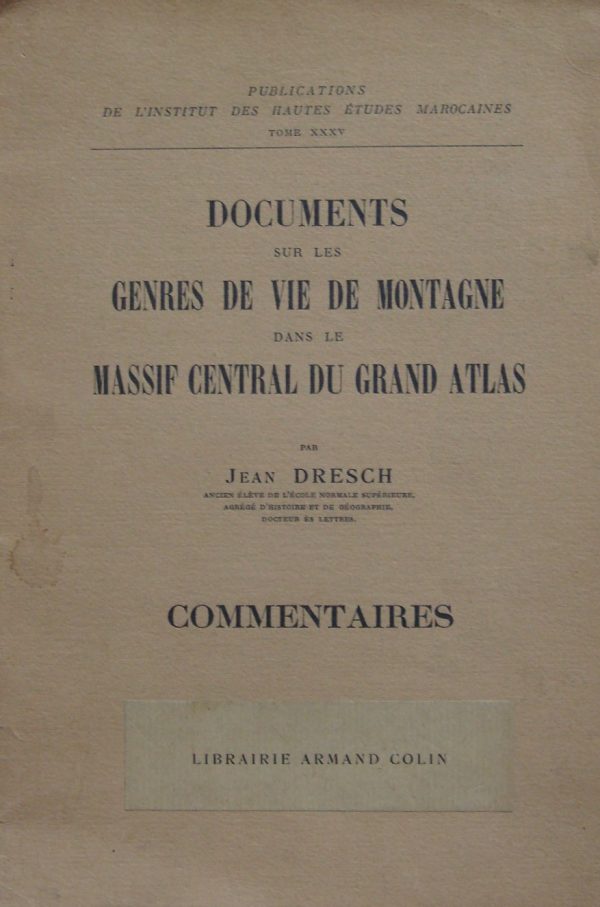 PUBLICATIONS
DE L'INSTITUT DES HAUTES ÉTUDES MAROCAINES
TOME XXXV
DOCUMENTS
SUR LES
GENRES DE VIE DE MONTAGNE
DANS LE
MASSIF CENTRAL DU GRAND ATLAS
PAR
JEAN DRESCH
ANCIEN ÉLÈVE DE L'ÉCOLE NORMALE SUPÉRIEURE,
AGRÉGÉ D'HISTOIRE ET DE GÉOGRAPHIE,
DOCTEUR ÈS LETTRES.
COMMENTAIRES
LIBRAIRIE ARMAND COLIN